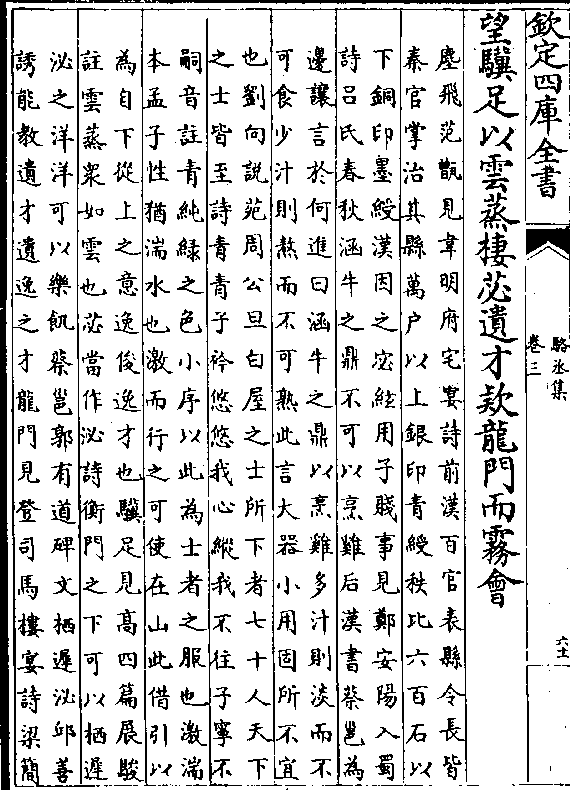 欽定四庫全書
駱丞集
卷三
六十
望驥足以雲蒸棲苾遺才欵龍門而霧會
塵飛范甑見韋明府宅宴詩前漢百官表縣令長皆
秦官掌治其縣萬户以上銀印青綬秩比六百石以
下銅印墨綬漢因之宓絃用子賤事見鄭安陽入蜀
詩吕氏春秋涵牛之鼎不可以烹雞后漢書蔡邕為
邊讓言於何進曰涵牛之鼎以烹雞多汁則淡而不
可食少汁則熬而不可熟此言大器小用固所不宜
也劉向説苑周公旦白屋之士所下者七十人天下
之士皆至詩青青子衿悠悠我心縱我不往子寧不
嗣音註青純緑之色小序以此為士者之服也激湍
本孟子性猶湍水也激而行之可使在山此借引以
為自下從上之意逸俊逸才也驥足見高四篇展駿
註雲蒸衆如雲也苾當作泌詩衡門之下可以栖遲
泌之洋洋可以樂飢蔡邕郭有道碑文栖遲泌邱善
誘能教遺才遺逸之才龍門見登司馬樓宴詩梁簡